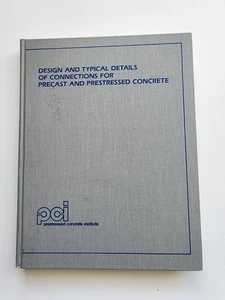 DESIGN AND TYPICAL DETAILS
OF CONNECTIONS FOR
PRECAST AND PRESTRESSED CONCRETE
pci
prestressed concrete institute